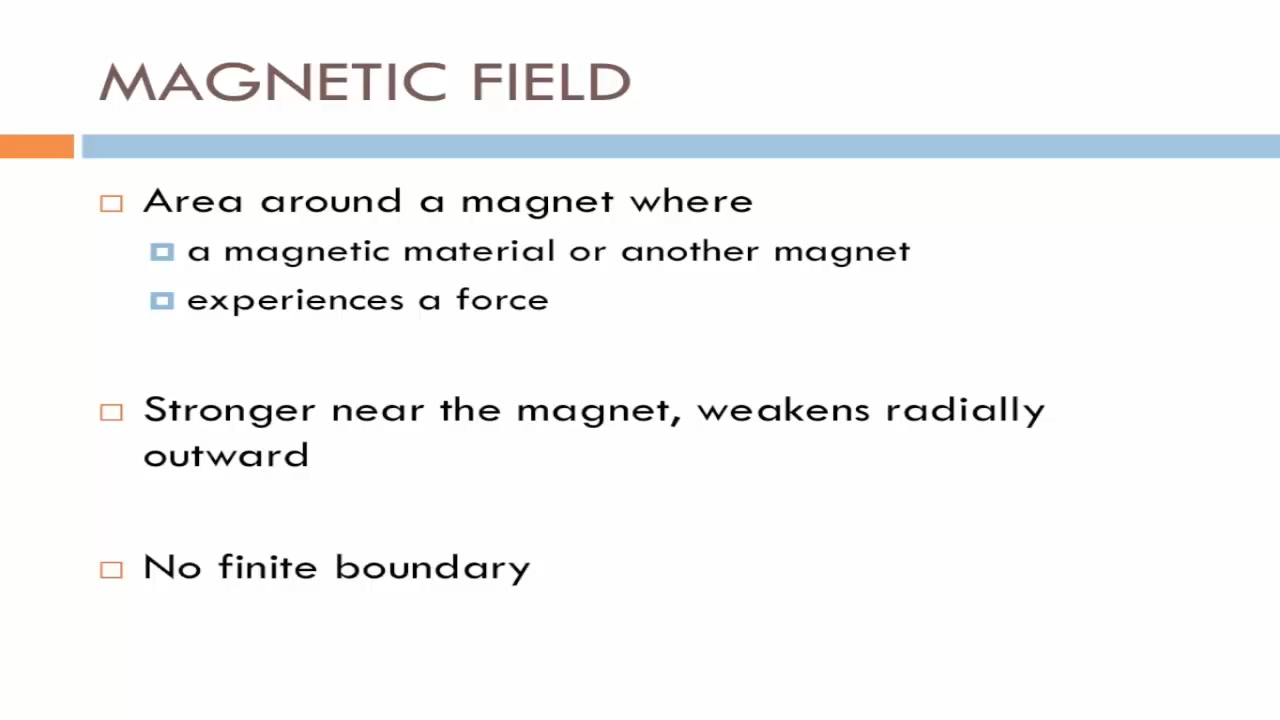 MAGNETIC FIELD
Area around a magnet where
a magnetic material or another magnet
experiences a force
Stronger near the magnet, weakens radially
outward
No finite boundary